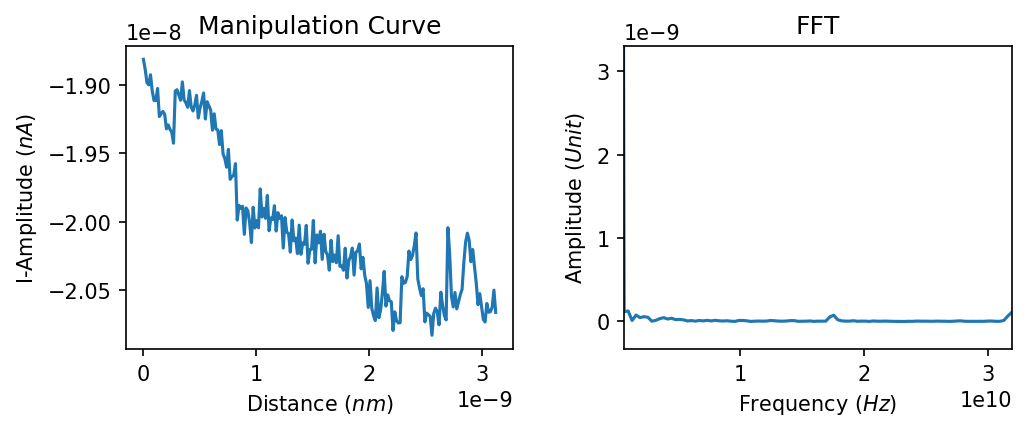 Manipulation Curve
1e−8
−1.90
−1.95
−2.00
−2.05
I-Amplitude (nA)
0
1
2
3
1e−9
Distance (nm)
FFT
1e−9
3
2
1
0
Amplitude (Unit)
1
2
3
1e10
Frequency (Hz)